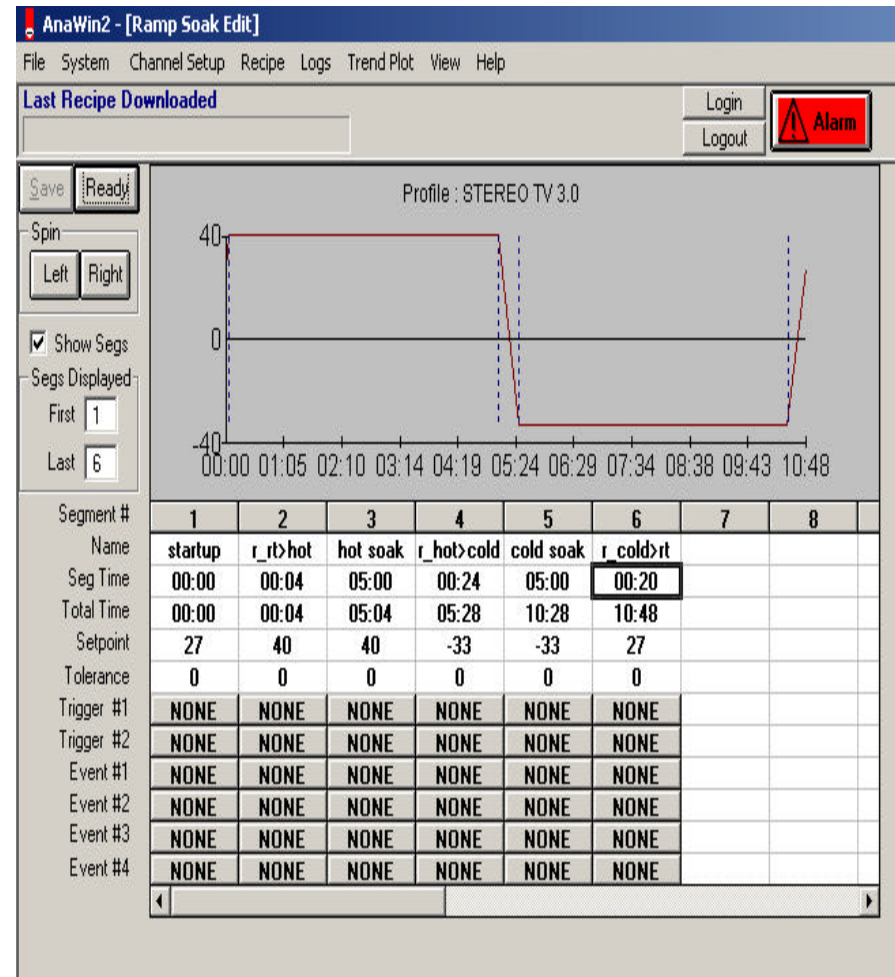 AnaWin2 - [Ramp Soak Edit]
File System Channel Setup Recipe Logs Trend Plot View Help
Last Recipe Downloaded
Login
Logout
Alarm
Save Ready
Spin
Left Right
Show Segs
Segs Displayed
First 1
Last 6
Profile : STEREO TV 3.0
40
0
-40
00:00 01:05 02:10 03:14 04:19 05:24 06:29 07:34 08:38 09:43 10:48
Segment # 1 2 3 4 5 6 7 8
Name startup r_rt>hot hot soak r_hot>cold cold soak r_cold>rt
Seg Time 00:00 00:04 05:00 00:24 05:00 00:20
Total Time 00:00 00:04 05:04 05:28 10:28 10:48
Setpoint 27 40 40 -33 -33 27
Tolerance 0 0 0 0 0 0
Trigger #1 NONE NONE NONE NONE NONE NONE
Trigger #2 NONE NONE NONE NONE NONE NONE
Event #1 NONE NONE NONE NONE NONE NONE
Event #2 NONE NONE NONE NONE NONE NONE
Event #3 NONE NONE NONE NONE NONE NONE
Event #4 NONE NONE NONE NONE NONE NONE